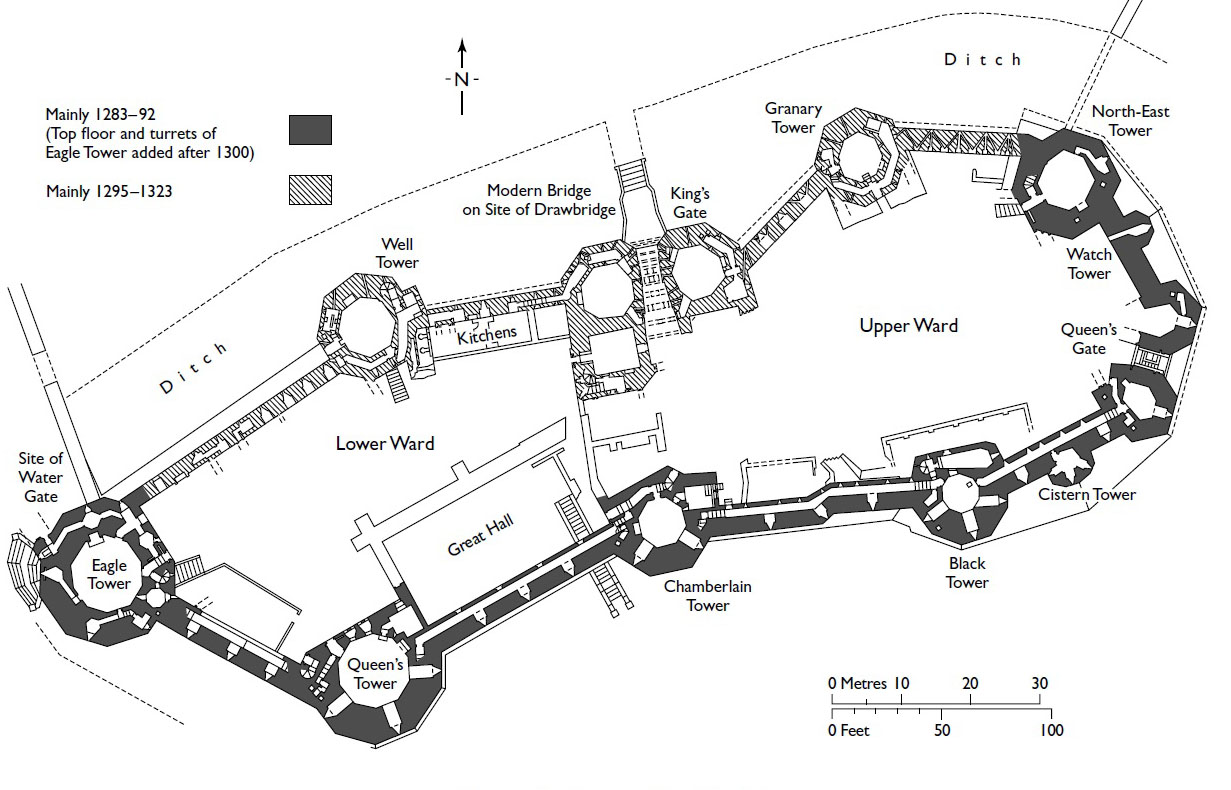 Ditch
Granary
Tower
North-East
Tower
-N-
Mainly 1283–92
(Top floor and turrets of
Eagle Tower added after 1300)
Mainly 1295–1323
Modern Bridge
on Site of Drawbridge
King's
Gate
Well
Tower
Watch
Tower
Kitchens
Upper Ward
Queen's
Gate
Ditch
Lower Ward
Site of
Water
Gate
Cistern Tower
Great Hall
Eagle
Tower
Black
Tower
Chamberlain
Tower
Queen's
Tower
0 Metres 10 20 30
0 Feet 50 100